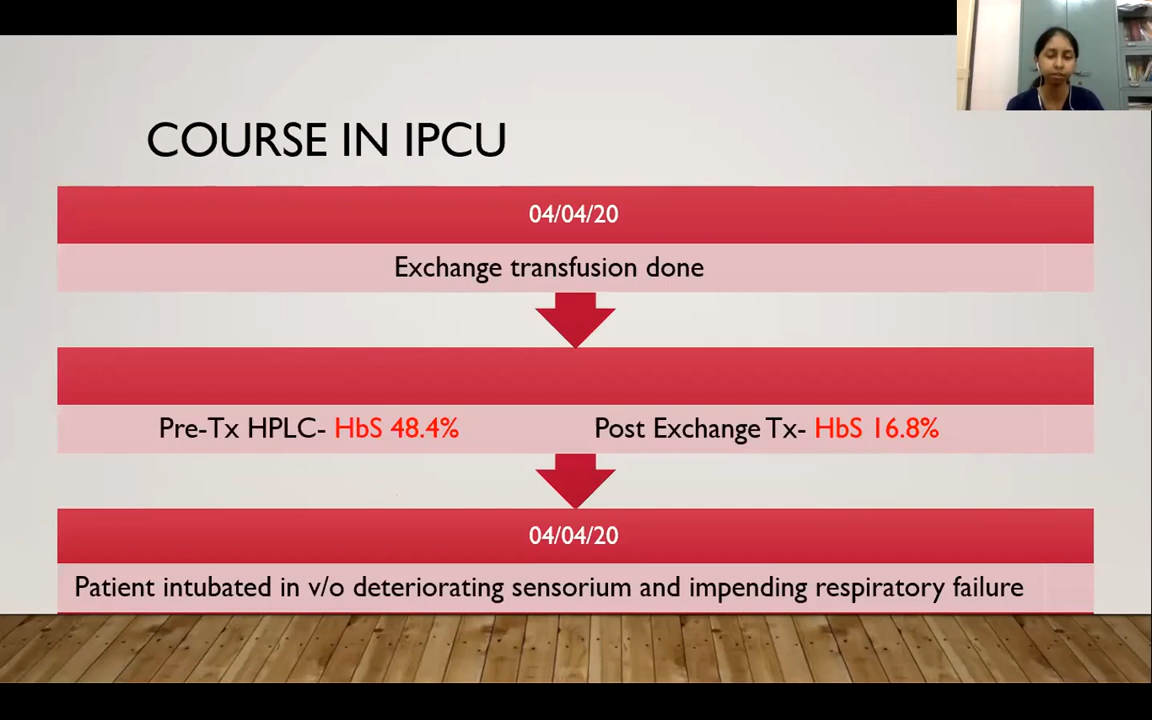 COURSE IN IPCU
04/04/20
Exchange transfusion done
Pre-Tx HPLC- HbS 48.4% Post Exchange Tx- HbS 16.8%
04/04/20
Patient intubated in v/o deteriorating sensorium and impending respiratory failure